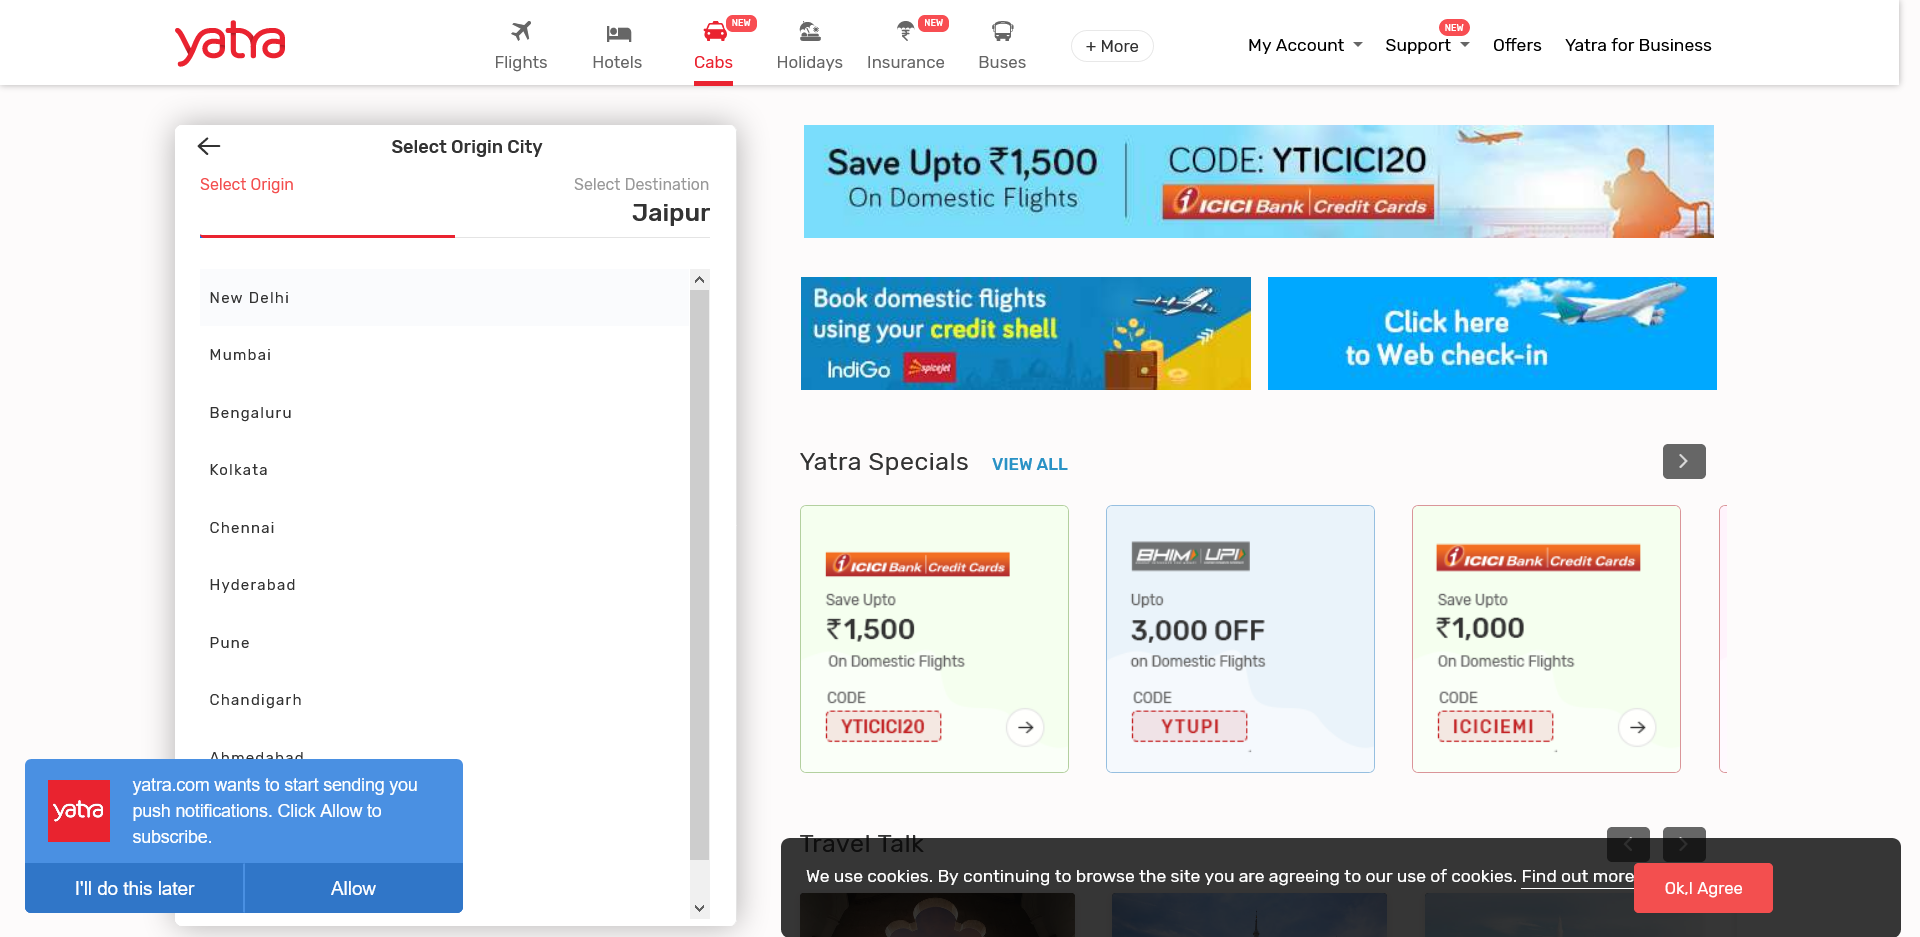 yatra
Flights
Hotels
NEW
Cabs
Holidays
NEW
Insurance
Buses
+ More
My Account
NEW
Support
Offers
Yatra for Business
Select Origin City
Select Origin
Select Destination
Jaipur
New Delhi
Mumbai
Bengaluru
Kolkata
Chennai
Hyderabad
Pune
Chandigarh
Ahmedabad
yatra
yatra.com wants to start sending you
push notifications. Click Allow to
subscribe.
I'll do this later
Allow
Save Upto ₹1,500
On Domestic Flights
CODE: YTICICI20
ICICI Bank Credit Cards
Book domestic flights
using your credit shell
IndiGo
spicejet
Click here
to Web check-in
Yatra Specials
VIEW ALL
ICICI Bank Credit Cards
Save Upto
₹1,500
On Domestic Flights
CODE
YTICICI20
BHIM UPI
Upto
3,000 OFF
on Domestic Flights
CODE
YTUPI
ICICI Bank Credit Cards
Save Upto
₹1,000
On Domestic Flights
CODE
ICICIEMI
Travel Talk
We use cookies. By continuing to browse the site you are agreeing to our use of cookies. Find out more
Ok,I Agree